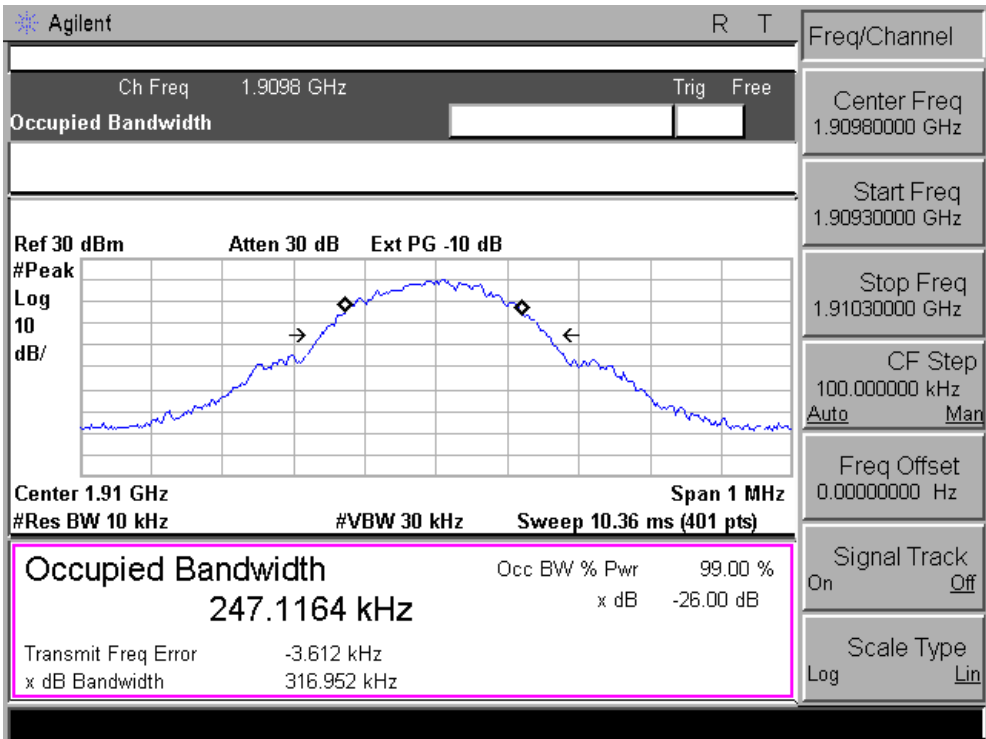 Agilent R T
Ch Freq 1.9098 GHz Trig Free
Occupied Bandwidth
Ref 30 dBm Atten 30 dB Ext PG -10 dB
#Peak
Log
10
dB/
Center 1.91 GHz Span 1 MHz
#Res BW 10 kHz #VBW 30 kHz Sweep 10.36 ms (401 pts)
Occupied Bandwidth
247.1164 kHz
Occ BW % Pwr 99.00 %
x dB -26.00 dB
Transmit Freq Error -3.612 kHz
x dB Bandwidth 316.952 kHz
Freq/Channel
Center Freq
1.90980000 GHz
Start Freq
1.90930000 GHz
Stop Freq
1.91030000 GHz
CF Step
100.000000 kHz
Auto Man
Freq Offset
0.00000000 Hz
Signal Track
On Off
Scale Type
Log Lin